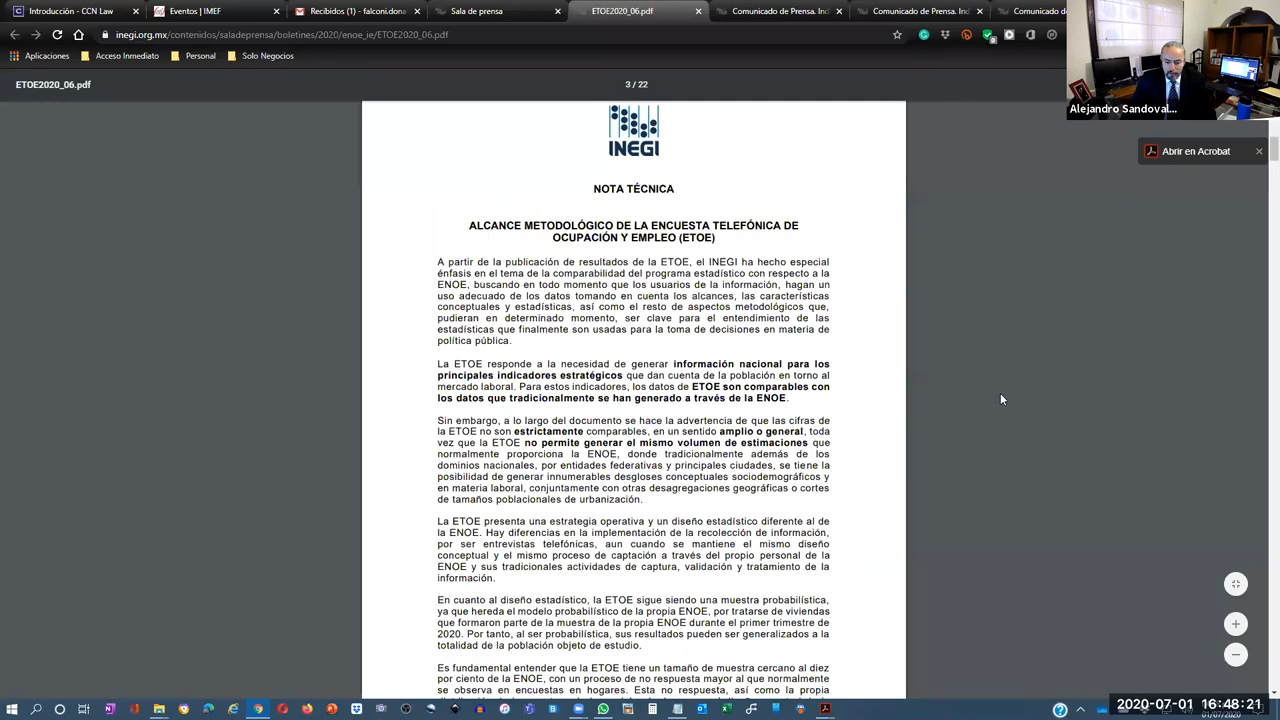 Introducción - CCN Law
Eventos | IMEF
Recibidos (1) - falconi.dona
Sala de prensa
ETOE2020_06.pdf
Comunicado de Prensa. Ind
Comunicado de Prensa. Ind
Comunicado de
inegi.org.mx/contenidos/saladeprensa/boletines/2020/enoe_ie/ETOE2020_06.pdf
Aplicaciones
Acceso Inmediato
Personal
Solo Negocios
Alejandro Sandoval...
ETOE2020_06.pdf
3 / 22
Abrir en Acrobat
INEGI
NOTA TÉCNICA
ALCANCE METODOLÓGICO DE LA ENCUESTA TELEFÓNICA DE
OCUPACIÓN Y EMPLEO (ETOE)
A partir de la publicación de resultados de la ETOE, el INEGI ha hecho especial
énfasis en el tema de la comparabilidad del programa estadístico con respecto a la
ENOE, buscando en todo momento que los usuarios de la información, hagan un
uso adecuado de los datos tomando en cuenta los alcances, las características
conceptuales y estadísticas, así como el resto de aspectos metodológicos que,
pudieran en determinado momento, ser clave para el entendimiento de las
estadísticas que finalmente son usadas para la toma de decisiones en materia de
política pública.
La ETOE responde a la necesidad de generar información nacional para los
principales indicadores estratégicos que dan cuenta de la población en torno al
mercado laboral. Para estos indicadores, los datos de ETOE son comparables con
los datos que tradicionalmente se han generado a través de la ENOE.
Sin embargo, a lo largo del documento se hace la advertencia de que las cifras de
la ETOE no son estrictamente comparables, en un sentido amplio o general, toda
vez que la ETOE no permite generar el mismo volumen de estimaciones que
normalmente proporciona la ENOE, donde tradicionalmente además de los
dominios nacionales, por entidades federativas y principales ciudades, se tiene la
posibilidad de generar innumerables desgloses conceptuales sociodemográficos y
en materia laboral, conjuntamente con otras desagregaciones geográficas o cortes
de tamaños poblacionales de urbanización.
La ETOE presenta una estrategia operativa y un diseño estadístico diferente al de
la ENOE. Hay diferencias en la implementación de la recolección de información,
por ser entrevistas telefónicas, aun cuando se mantiene el mismo diseño
conceptual y el mismo proceso de captación a través del propio personal de la
ENOE y sus tradicionales actividades de captura, validación y tratamiento de la
información.
En cuanto al diseño estadístico, la ETOE sigue siendo una muestra probabilística,
ya que hereda el modelo probabilístico de la propia ENOE, por tratarse de viviendas
que formaron parte de la muestra de la propia ENOE durante el primer trimestre de
2020. Por tanto, al ser probabilística, sus resultados pueden ser generalizados a la
totalidad de la población objeto de estudio.
Es fundamental entender que la ETOE tiene un tamaño de muestra cercano al diez
por ciento de la ENOE, con un proceso de no respuesta mayor al que normalmente
se observa en encuestas en hogares. Esta no respuesta, así como la propia
2020-07-01 16:48:21
01/07/2020